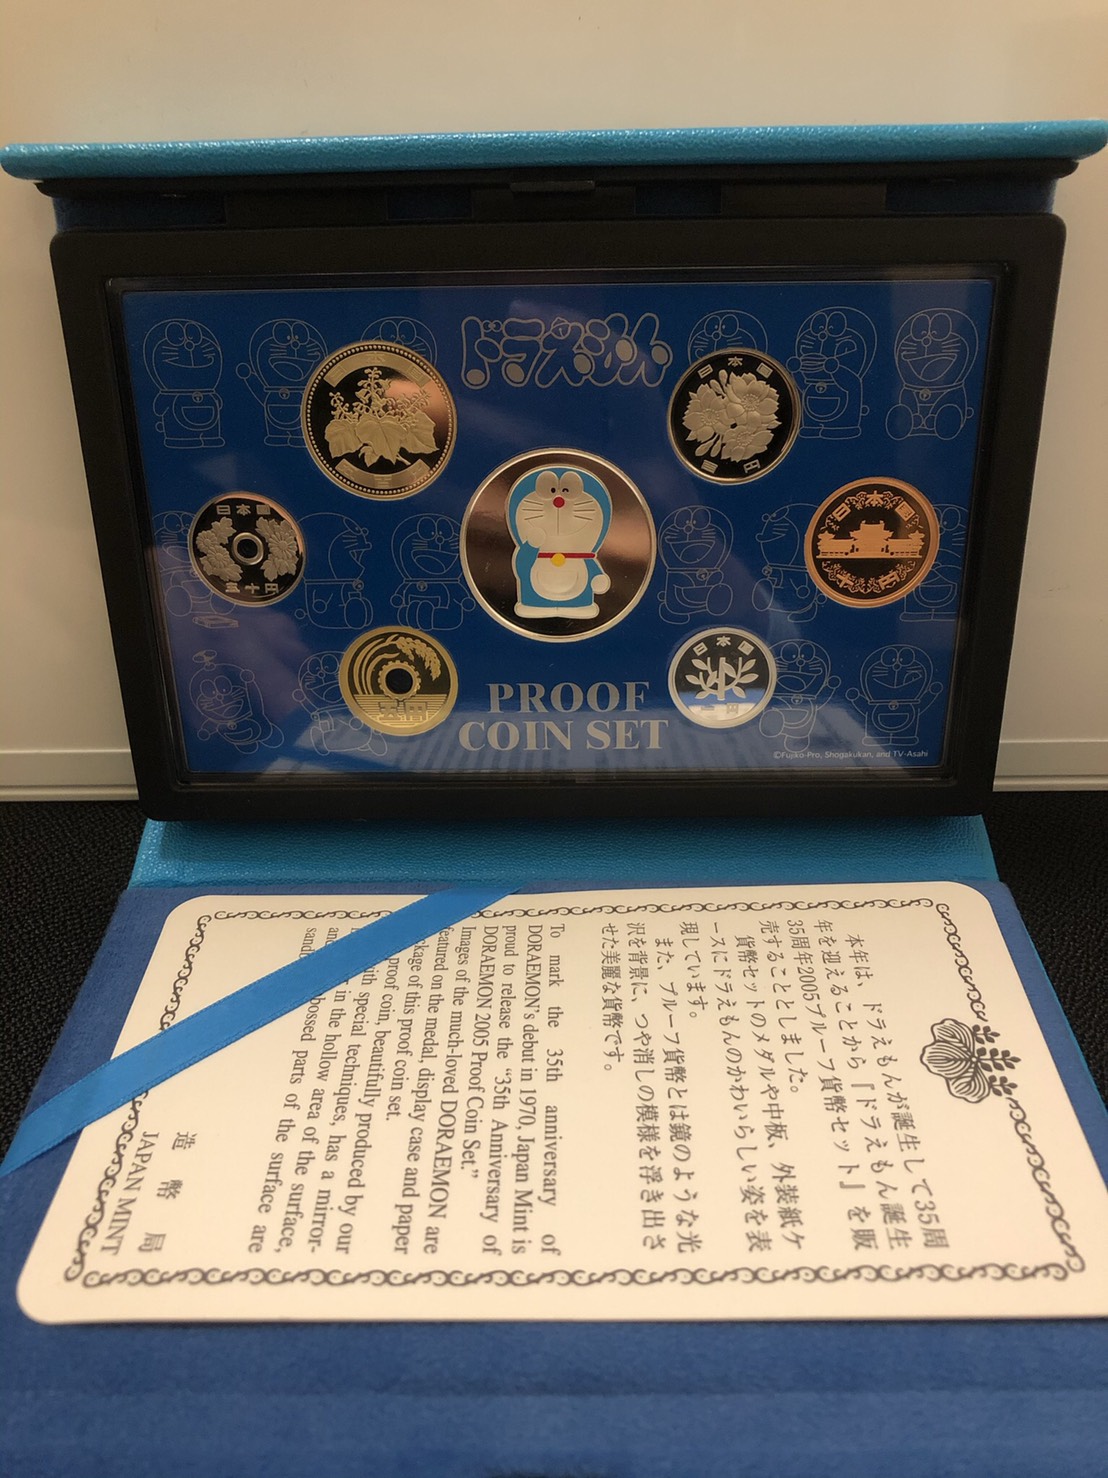 ドラえもん
日本国
百円
日本国
五十円
日本国
十円
日本国
PROOF
COIN SET
©Fujiko-Pro, Shogakukan, and TV-Asahi
本年は、ドラえもんが誕生して35周
年を迎えることから『ドラえもん誕生
35周年2005プルーフ貨幣セット』を販
売することとしました。
貨幣セットのメダルや中板、外装紙ケ
ースにドラえもんのかわいらしい姿を表
現しています。
また、プルーフ貨幣とは鏡のような光
沢を背景に、つや消しの模様を浮き出さ
せた美麗な貨幣です。
To mark the 35th anniversary of
DORAEMON's debut in 1970, Japan Mint is
proud to release the “35th Anniversary of
DORAEMON 2005 Proof Coin Set.”
Images of the much-loved DORAEMON are
featured on the medal, display case and paper
package of this proof coin set.
proof coin, beautifully produced by our
with special techniques, has a mirror-
in the hollow area of the surface,
bossed parts of the surface are
造幣局
JAPAN MINT